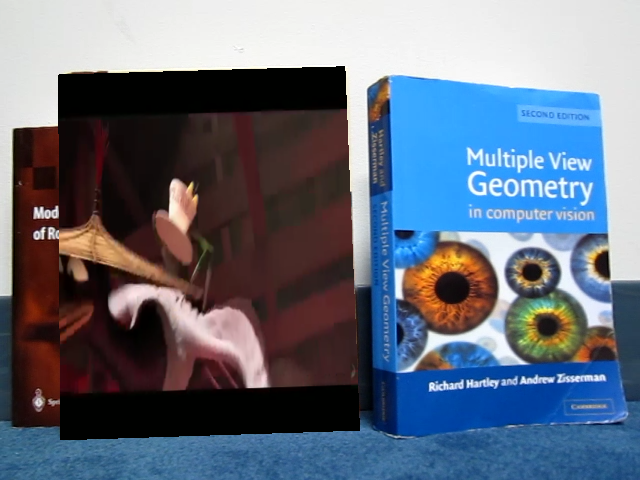 Mod
of Ro
Hartley and
Zisserman
Multiple View Geometry
SECOND EDITION
Multiple View
Geometry
in computer vision
Richard Hartley and Andrew Zisserman
CAMBRIDGE